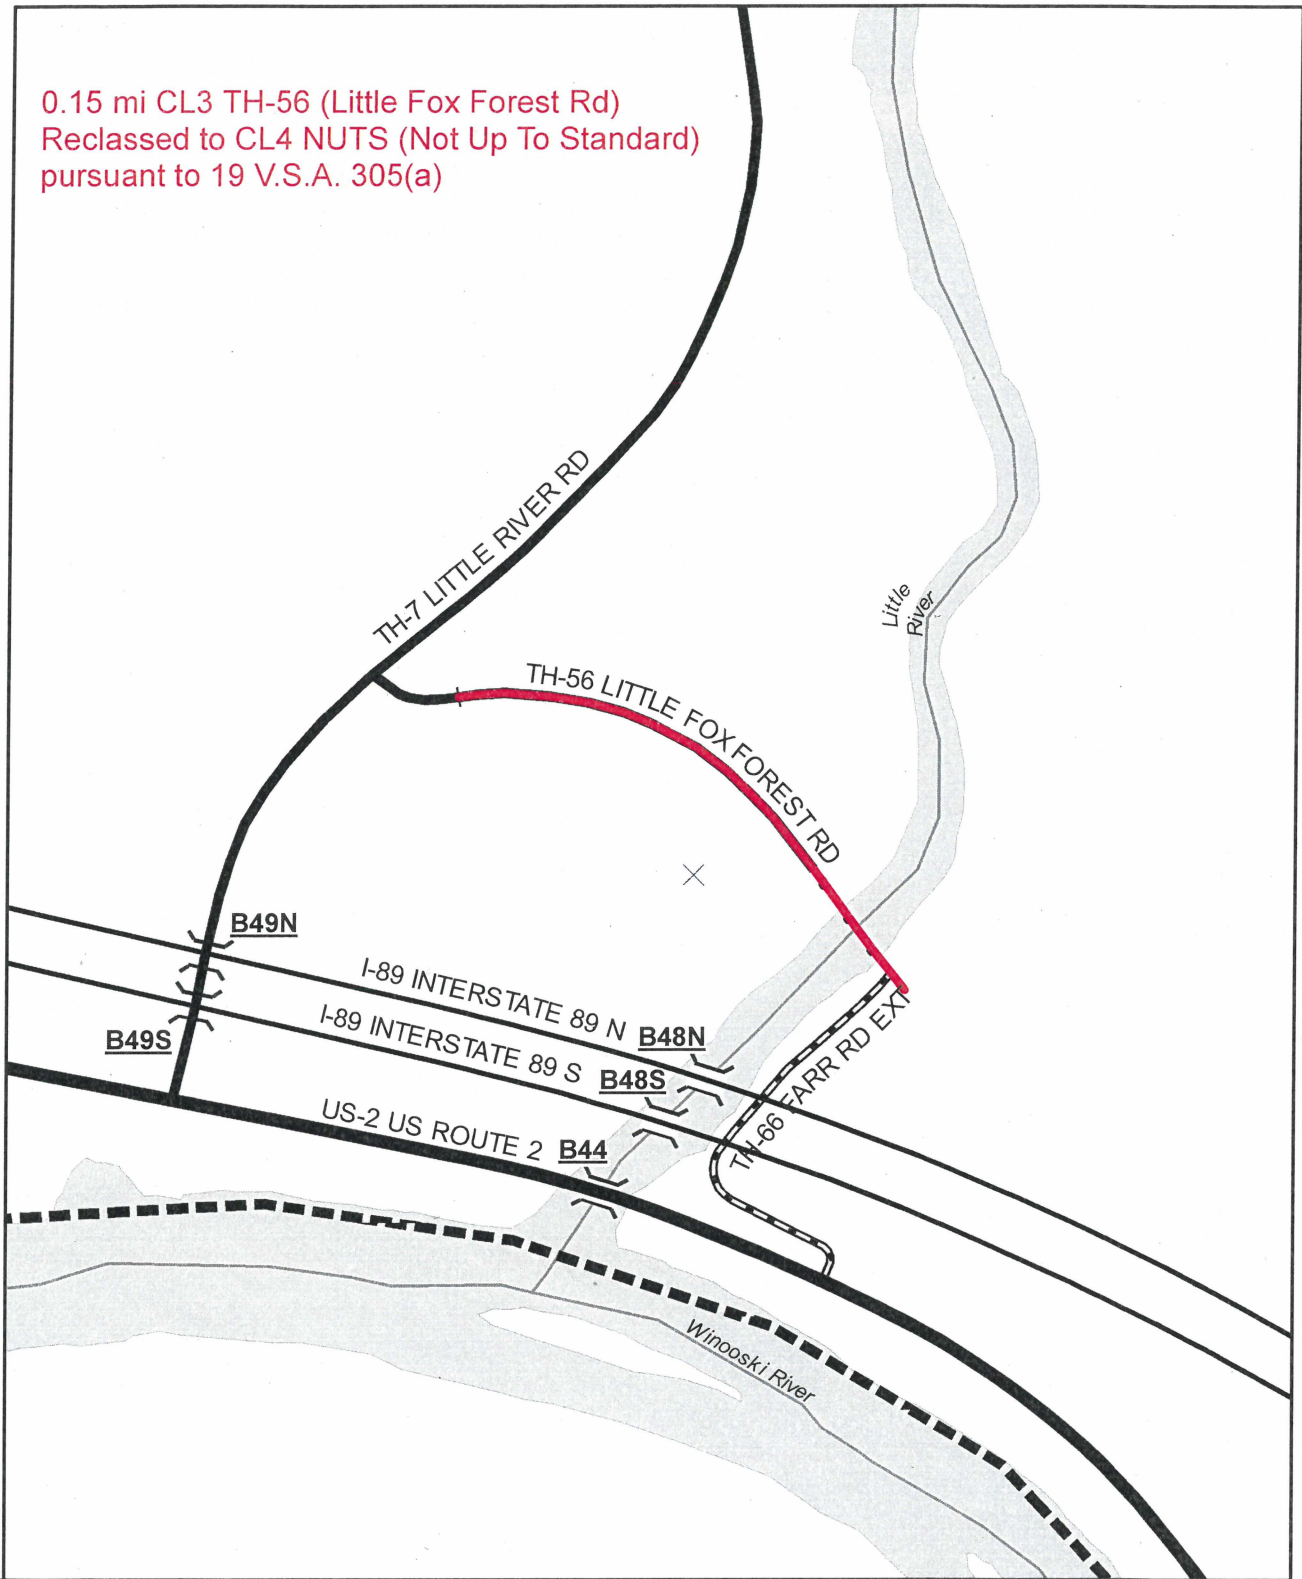 0.15 mi CL3 TH-56 (Little Fox Forest Rd)
Reclassed to CL4 NUTS (Not Up To Standard)
pursuant to 19 V.S.A. 305(a)
TH-7 LITTLE RIVER RD
Little
River
TH-56 LITTLE FOX FOREST RD
B49N
I-89 INTERSTATE 89 N
B49S
I-89 INTERSTATE 89 S
B48N
B48S
TH-66 FARR RD EXT
US-2 US ROUTE 2
B44
Winooski River